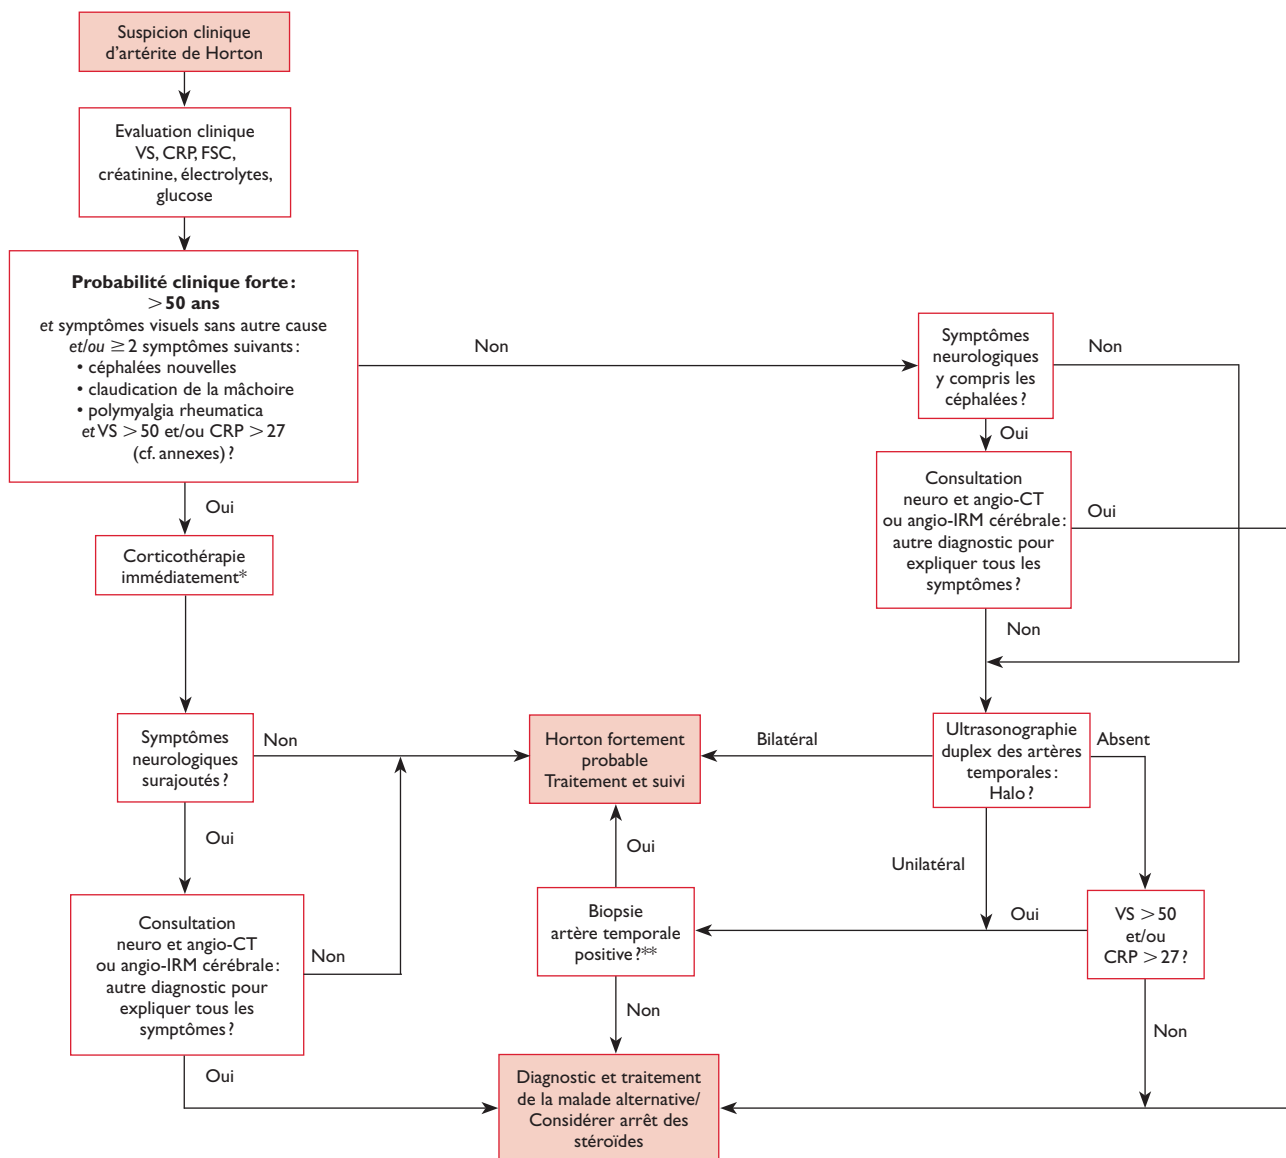 Suspicion clinique
d'artérite de Horton
Evaluation clinique
VS, CRP, FSC,
créatinine, électrolytes,
glucose
Probabilité clinique forte :
> 50 ans
et symptômes visuels sans autre cause
et/ou ≥ 2 symptômes suivants :
• céphalées nouvelles
• claudication de la mâchoire
• polymyalgia rheumatica
et VS > 50 et/ou CRP > 27
(cf. annexes) ?
Non
Symptômes
neurologiques
y compris les
céphalées ?
Non
Oui
Oui
Consultation
neuro et angio-CT
ou angio-IRM cérébrale :
autre diagnostic pour
expliquer tous les
symptômes ?
Oui
Corticothérapie
immédiatement*
Non
Symptômes
neurologiques
surajoutés ?
Non
Horton fortement
probable
Traitement et suivi
Bilatéral
Ultrasonographie
duplex des artères
temporales :
Halo ?
Absent
Oui
Oui
Unilatéral
Consultation
neuro et angio-CT
ou angio-IRM cérébrale :
autre diagnostic pour
expliquer tous les
symptômes ?
Non
Biopsie
artère temporale
positive ?**
Oui
VS > 50
et/ou
CRP > 27 ?
Non
Non
Oui
Diagnostic et traitement
de la malade alternative/
Considérer arrêt des
stéroïdes